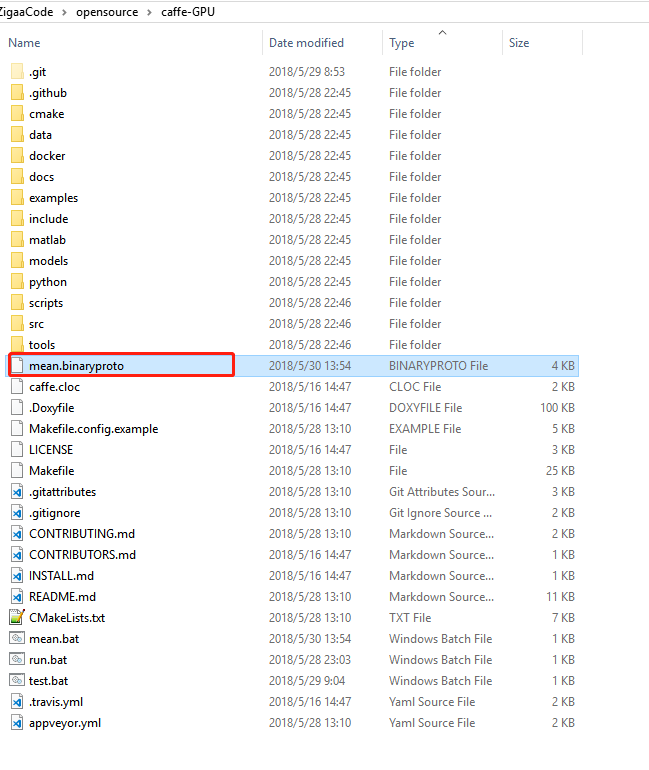 ZigaaCode > opensource > caffe-GPU
Name Date modified Type Size
.git 2018/5/29 8:53 File folder
.github 2018/5/28 22:45 File folder
cmake 2018/5/28 22:45 File folder
data 2018/5/28 22:45 File folder
docker 2018/5/28 22:45 File folder
docs 2018/5/28 22:45 File folder
examples 2018/5/28 22:45 File folder
include 2018/5/28 22:45 File folder
matlab 2018/5/28 22:45 File folder
models 2018/5/28 22:45 File folder
python 2018/5/28 22:45 File folder
scripts 2018/5/28 22:46 File folder
src 2018/5/28 22:46 File folder
tools 2018/5/28 22:46 File folder
mean.binaryproto 2018/5/30 13:54 BINARYPROTO File 4 KB
caffe.cloc 2018/5/16 14:47 CLOC File 2 KB
.Doxyfile 2018/5/16 14:47 DOXYFILE File 100 KB
Makefile.config.example 2018/5/28 13:10 EXAMPLE File 5 KB
LICENSE 2018/5/16 14:47 File 3 KB
Makefile 2018/5/28 13:10 File 25 KB
.gitattributes 2018/5/28 13:10 Git Attributes Sour... 3 KB
.gitignore 2018/5/28 13:10 Git Ignore Source ... 2 KB
CONTRIBUTING.md 2018/5/28 13:10 Markdown Source... 2 KB
CONTRIBUTORS.md 2018/5/16 14:47 Markdown Source... 1 KB
INSTALL.md 2018/5/16 14:47 Markdown Source... 1 KB
README.md 2018/5/28 13:10 Markdown Source... 11 KB
CMakeLists.txt 2018/5/28 13:10 TXT File 7 KB
mean.bat 2018/5/30 13:54 Windows Batch File 1 KB
run.bat 2018/5/28 23:03 Windows Batch File 1 KB
test.bat 2018/5/29 9:04 Windows Batch File 1 KB
.travis.yml 2018/5/16 14:47 Yaml Source File 2 KB
appveyor.yml 2018/5/28 13:10 Yaml Source File 2 KB